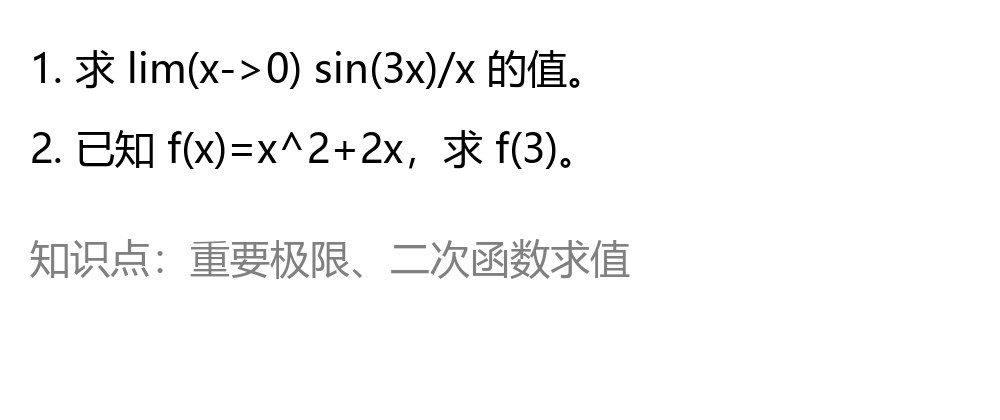 1. 求 lim(x->0) sin(3x)/x 的值。
2. 已知 f(x)=x^2+2x，求 f(3)。
知识点：重要极限、二次函数求值